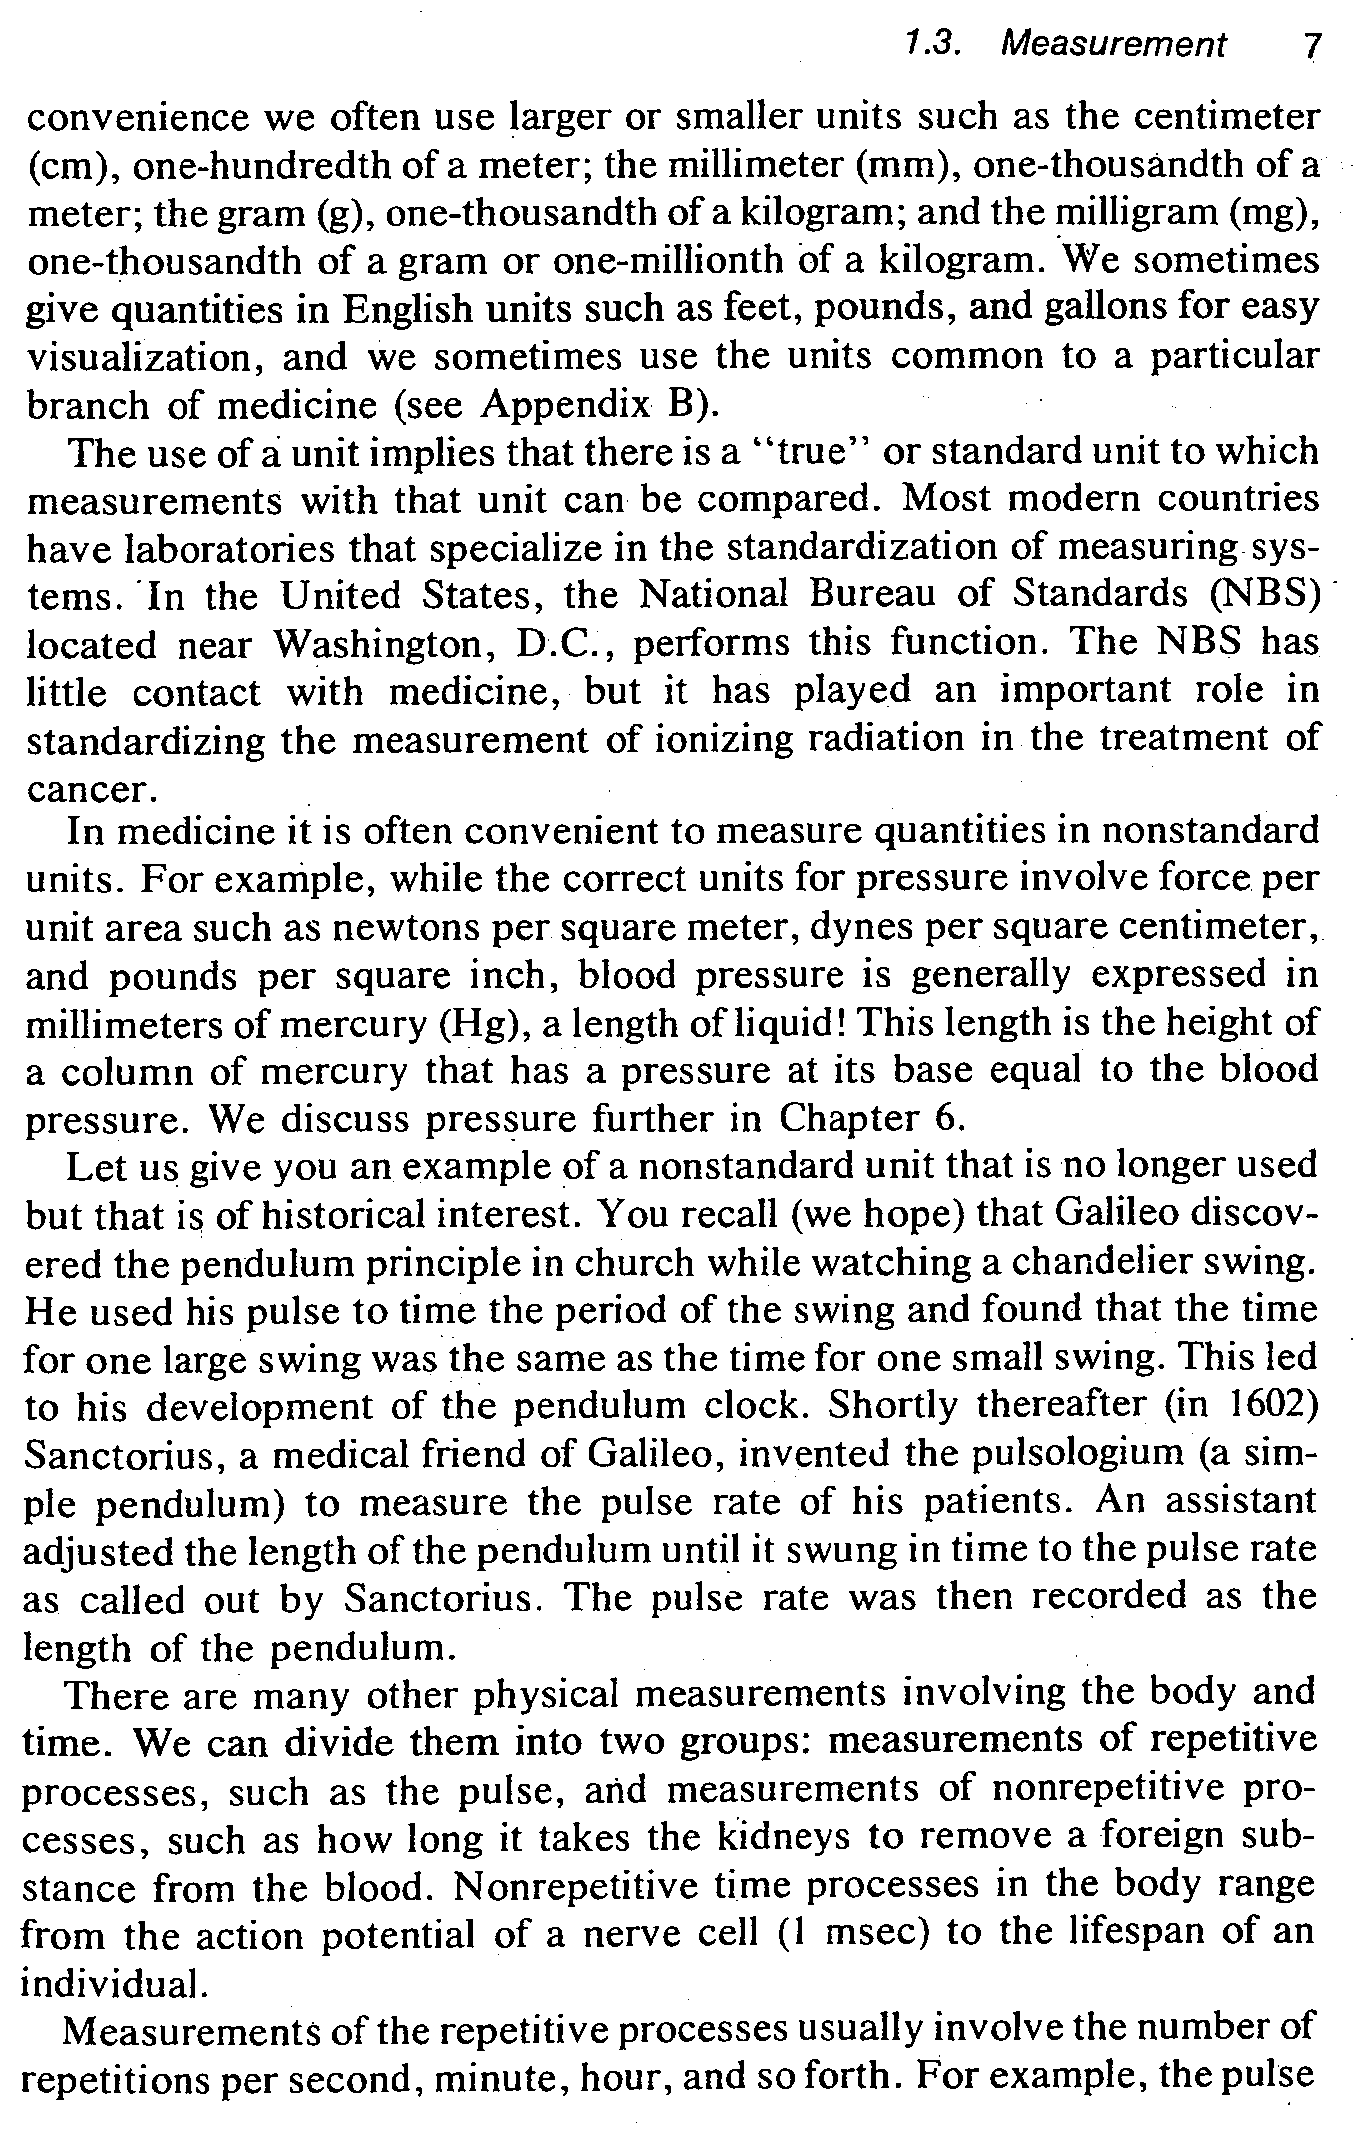 1.3. Measurement 7
convenience we often use larger or smaller units such as the centimeter
(cm), one-hundredth of a meter; the millimeter (mm), one-thousandth of a
meter; the gram (g), one-thousandth of a kilogram; and the milligram (mg),
one-thousandth of a gram or one-millionth of a kilogram. We sometimes
give quantities in English units such as feet, pounds, and gallons for easy
visualization, and we sometimes use the units common to a particular
branch of medicine (see Appendix B).
The use of a unit implies that there is a “true” or standard unit to which
measurements with that unit can be compared. Most modern countries
have laboratories that specialize in the standardization of measuring sys-
tems. In the United States, the National Bureau of Standards (NBS)
located near Washington, D.C., performs this function. The NBS has
little contact with medicine, but it has played an important role in
standardizing the measurement of ionizing radiation in the treatment of
cancer.
In medicine it is often convenient to measure quantities in nonstandard
units. For example, while the correct units for pressure involve force per
unit area such as newtons per square meter, dynes per square centimeter,
and pounds per square inch, blood pressure is generally expressed in
millimeters of mercury (Hg), a length of liquid! This length is the height of
a column of mercury that has a pressure at its base equal to the blood
pressure. We discuss pressure further in Chapter 6.
Let us give you an example of a nonstandard unit that is no longer used
but that is of historical interest. You recall (we hope) that Galileo discov-
ered the pendulum principle in church while watching a chandelier swing.
He used his pulse to time the period of the swing and found that the time
for one large swing was the same as the time for one small swing. This led
to his development of the pendulum clock. Shortly thereafter (in 1602)
Sanctorius, a medical friend of Galileo, invented the pulsologium (a sim-
ple pendulum) to measure the pulse rate of his patients. An assistant
adjusted the length of the pendulum until it swung in time to the pulse rate
as called out by Sanctorius. The pulse rate was then recorded as the
length of the pendulum.
There are many other physical measurements involving the body and
time. We can divide them into two groups: measurements of repetitive
processes, such as the pulse, and measurements of nonrepetitive pro-
cesses, such as how long it takes the kidneys to remove a foreign sub-
stance from the blood. Nonrepetitive time processes in the body range
from the action potential of a nerve cell (1 msec) to the lifespan of an
individual.
Measurements of the repetitive processes usually involve the number of
repetitions per second, minute, hour, and so forth. For example, the pulse